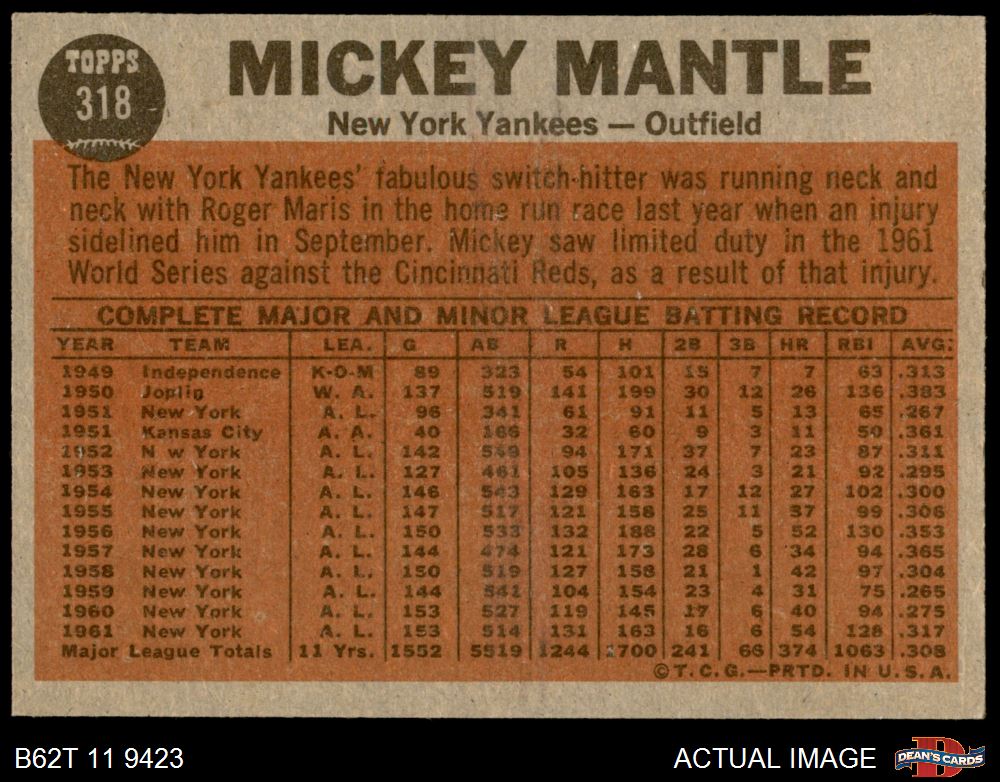 TOPPS
318
MICKEY MANTLE
New York Yankees — Outfield
The New York Yankees' fabulous switch-hitter was running neck and
neck with Roger Maris in the home run race last year when an injury
sidelined him in September. Mickey saw limited duty in the 1961
World Series against the Cincinnati Reds, as a result of that injury.
COMPLETE MAJOR AND MINOR LEAGUE BATTING RECORD
YEAR TEAM LEA. G AB R H 2B 3B HR RBI AVG.
1949 Independence K-O-M 89 323 54 101 15 7 7 63 .313
1950 Joplin W. A. 137 519 141 199 30 12 26 136 .383
1951 New York A. L. 96 341 61 91 11 5 13 65 .267
1951 Kansas City A. A. 40 166 32 60 9 3 11 50 .361
1952 N w York A. L. 142 549 94 171 37 7 23 87 .311
1953 New York A. L. 127 461 105 136 24 3 21 92 .295
1954 New York A. L. 146 543 129 163 17 12 27 102 .300
1955 New York A. L. 147 517 121 158 25 11 37 99 .306
1956 New York A. L. 150 533 132 188 22 5 52 130 .353
1957 New York A. L. 144 474 121 173 28 6 34 94 .365
1958 New York A. L. 150 519 127 158 21 1 42 97 .304
1959 New York A. L. 144 541 104 154 23 4 31 75 .265
1960 New York A. L. 153 527 119 145 17 6 40 94 .275
1961 New York A. L. 153 514 131 163 16 6 54 128 .317
Major League Totals 11 Yrs. 1552 5519 1244 1700 241 66 374 1063 .308
© T. C. G.—PRTD. IN U. S. A.
B62T 11 9423
ACTUAL IMAGE
DEAN'S CARDS